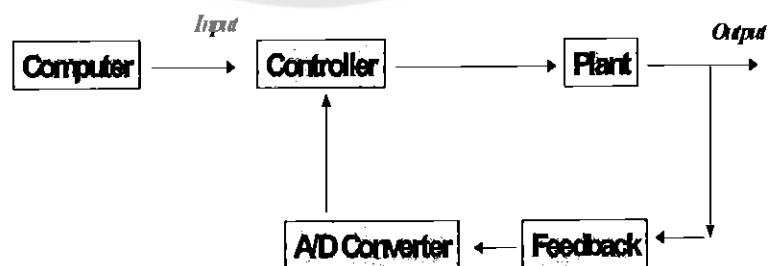 Input
Output
Computer
Controller
Plant
A/D Converter
Feedback